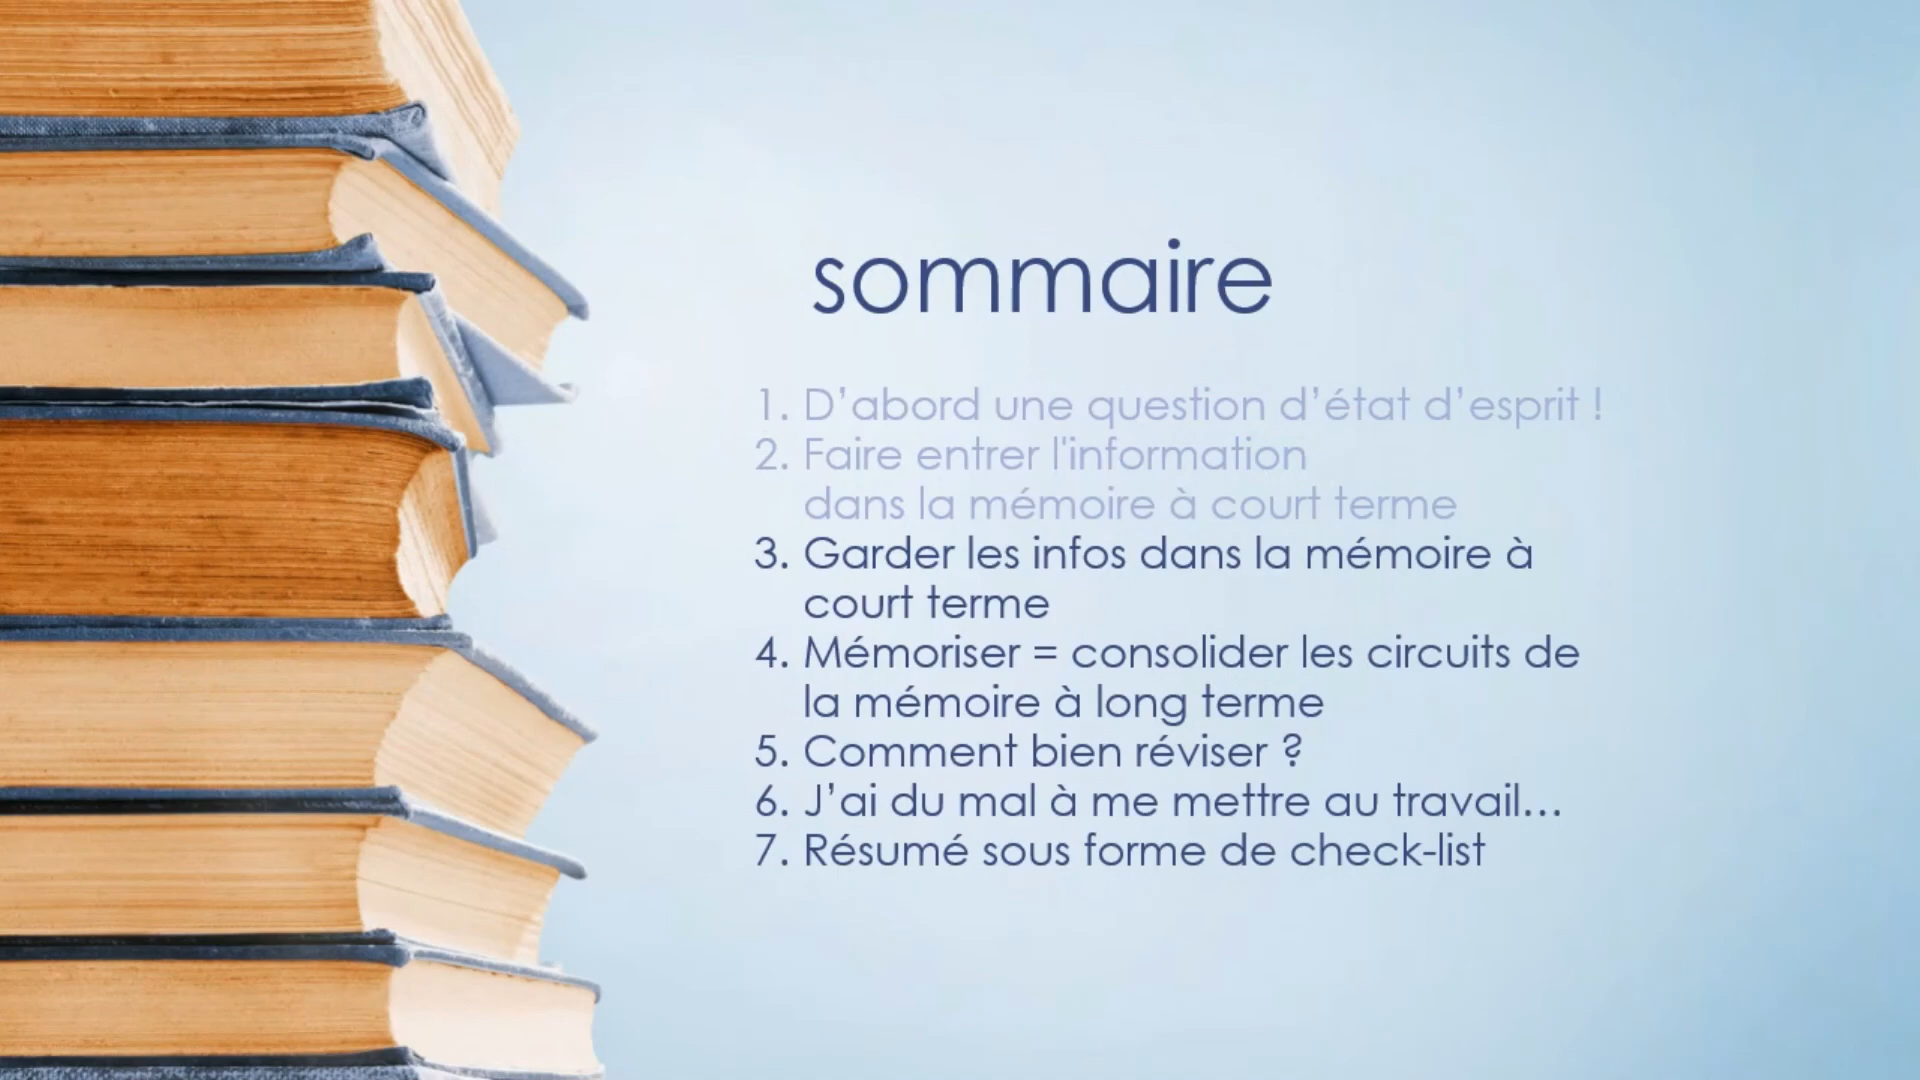 sommaire
1. D’abord une question d’état d’esprit !
2. Faire entrer l'information
dans la mémoire à court terme
3. Garder les infos dans la mémoire à
court terme
4. Mémoriser = consolider les circuits de
la mémoire à long terme
5. Comment bien réviser ?
6. J’ai du mal à me mettre au travail…
7. Résumé sous forme de check-list